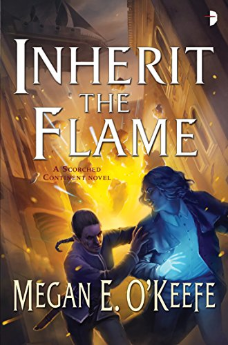 INHERIT
THE
FLAME
A SCORCHED
CONTINENT NOVEL
MEGAN E. O'KEEFE